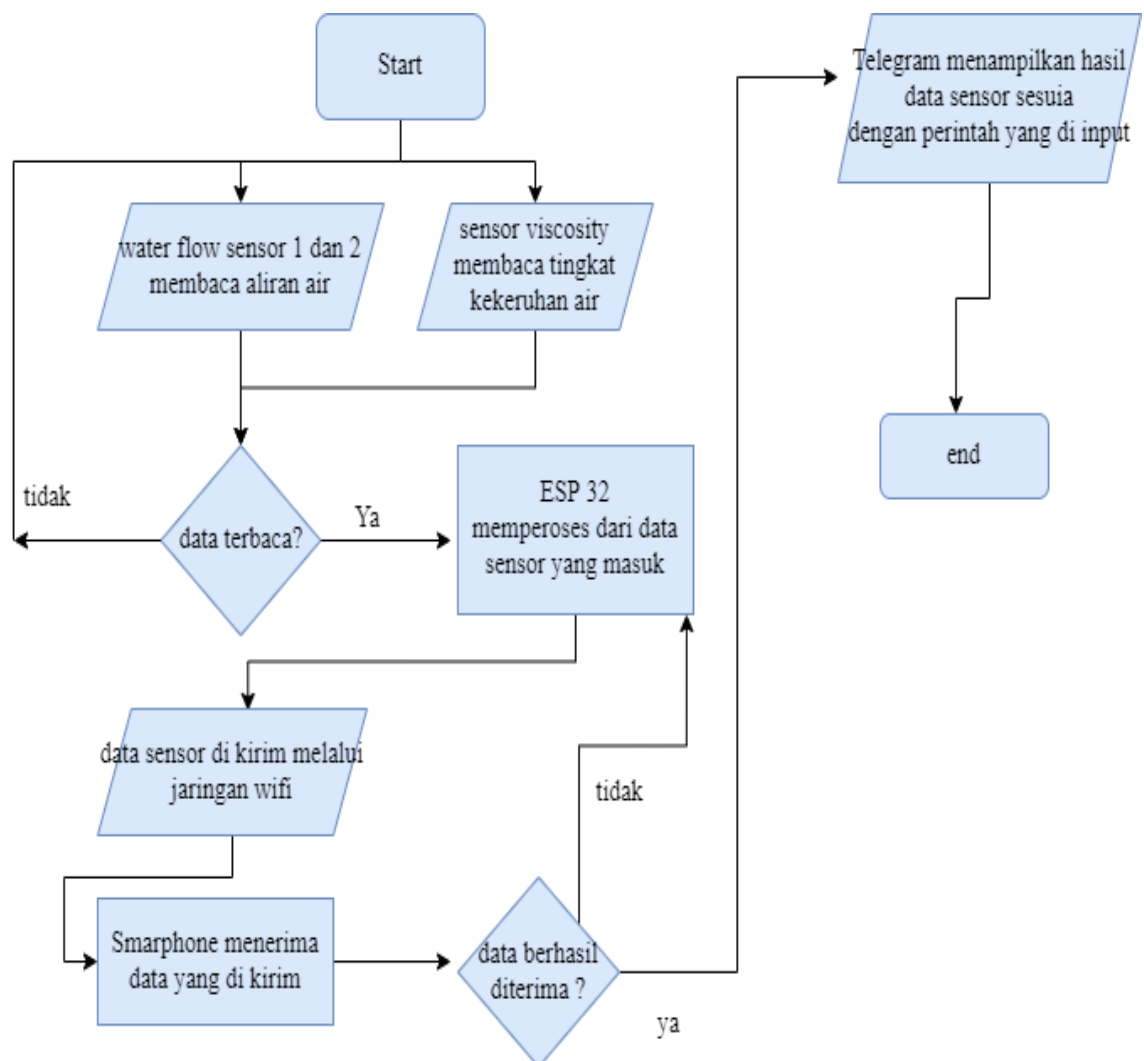 Start
water flow sensor 1 dan 2
membaca aliran air
sensor viscosity
membaca tingkat
kekeruhan air
data terbaca?
tidak
Ya
ESP 32
memperoses dari data
sensor yang masuk
data sensor di kirim melalui
jaringan wifi
Smarphone menerima
data yang di kirim
data berhasil
diterima ?
tidak
ya
Telegram menampilkan hasil
data sensor sesuia
dengan perintah yang di input
end